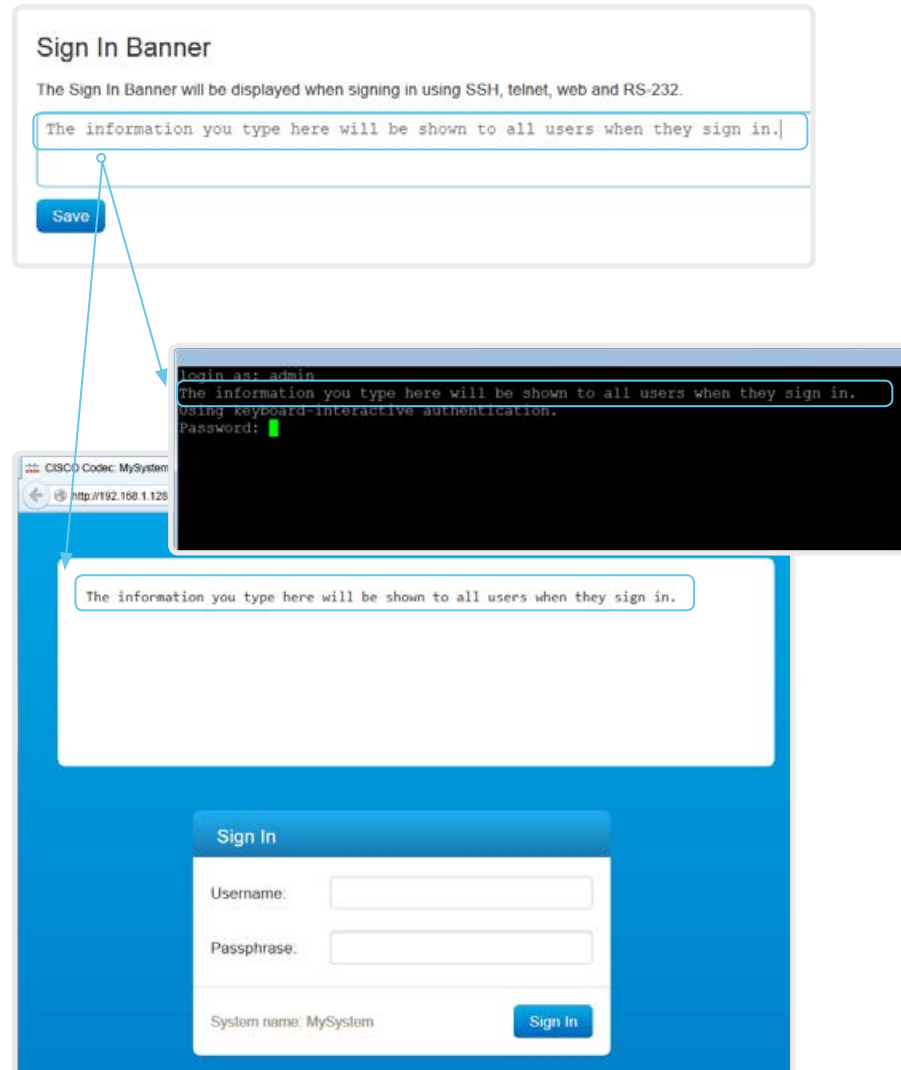 Sign In Banner
The Sign In Banner will be displayed when signing in using SSH, telnet, web and RS-232.
The information you type here will be shown to all users when they sign in.
Save
login as: admin
The information you type here will be shown to all users when they sign in.
Using keyboard-interactive authentication.
Password:
CISCO Codec: MySystem
http://192.168.1.128
The information you type here will be shown to all users when they sign in.
Sign In
Username:
Passphrase:
System name: MySystem
Sign In